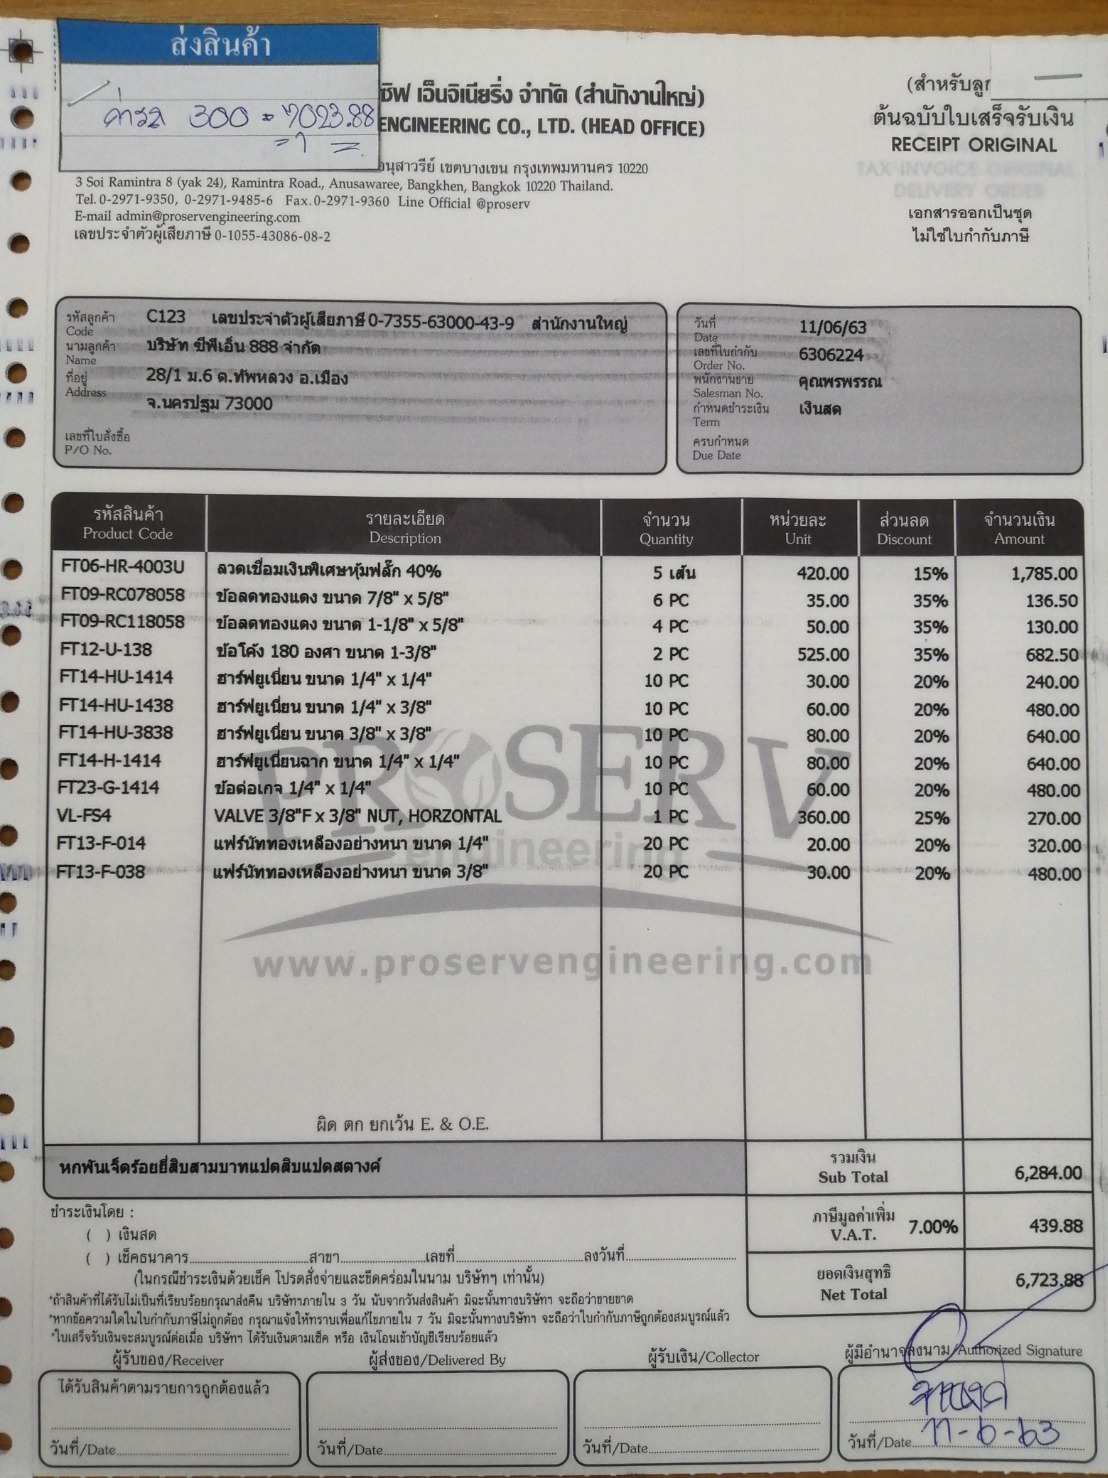 ส่งสินค้า
ค่ารถ 300 = 7023.88
ซิฟ เอ็นจิเนียริ่ง จำกัด (สำนักงานใหญ่)
ENGINEERING CO., LTD. (HEAD OFFICE)
อนุสาวรีย์ เขตบางเขน กรุงเทพมหานคร 10220
3 Soi Ramintra 8 (yak 24), Ramintra Road., Anusawaree, Bangkhen, Bangkok 10220 Thailand.
Tel. 0-2971-9350, 0-2971-9485-6 Fax. 0-2971-9360 Line Official @proserv
E-mail admin@proservengineering.com
เลขประจำตัวผู้เสียภาษี 0-1055-43086-08-2
(สำหรับลูก
ต้นฉบับใบเสร็จรับเงิน
RECEIPT ORIGINAL
TAX-INVOICE ORIGINAL
DELIVERY ORDER
เอกสารออกเป็นชุด
ไม่ใช่ใบกำกับภาษี
รหัสลูกค้า C123 เลขประจำตัวผู้เสียภาษี 0-7355-63000-43-9 สำนักงานใหญ่
Code
นามลูกค้า บริษัท ซีพีเอ็น 888 จำกัด
Name
ที่อยู่ 28/1 ม.6 ต.ทัพหลวง อ.เมือง
Address
จ.นครปฐม 73000
เลขที่ใบสั่งซื้อ
P/O No.
วันที่ 11/06/63
Date
เลขที่ใบกำกับ 6306224
Order No.
พนักงานขาย คุณพรพรรณ
Salesman No.
กำหนดชำระเงิน เงินสด
Term
ครบกำหนด
Due Date
รหัสสินค้า รายละเอียด จำนวน หน่วยละ ส่วนลด จำนวนเงิน
Product Code Description Quantity Unit Discount Amount
FT06-HR-4003U ลวดเชื่อมเงินพิเศษหุ้มฟลั๊ก 40% 5 เส้น 420.00 15% 1,785.00
FT09-RC078058 ข้อลดทองแดง ขนาด 7/8" x 5/8" 6 PC 35.00 35% 136.50
FT09-RC118058 ข้อลดทองแดง ขนาด 1-1/8" x 5/8" 4 PC 50.00 35% 130.00
FT12-U-138 ข้อโค้ง 180 องศา ขนาด 1-3/8" 2 PC 525.00 35% 682.50
FT14-HU-1414 ฮาร์ฟยูเนี่ยน ขนาด 1/4" x 1/4" 10 PC 30.00 20% 240.00
FT14-HU-1438 ฮาร์ฟยูเนี่ยน ขนาด 1/4" x 3/8" 10 PC 60.00 20% 480.00
FT14-HU-3838 ฮาร์ฟยูเนี่ยน ขนาด 3/8" x 3/8" 10 PC 80.00 20% 640.00
FT14-H-1414 ฮาร์ฟยูเนี่ยนฉาก ขนาด 1/4" x 1/4" 10 PC 80.00 20% 640.00
FT23-G-1414 ข้อต่อเกจ 1/4" x 1/4" 10 PC 60.00 20% 480.00
VL-FS4 VALVE 3/8"F x 3/8" NUT, HORZONTAL 1 PC 360.00 25% 270.00
FT13-F-014 แฟร์นัททองเหลืองอย่างหนา ขนาด 1/4" 20 PC 20.00 20% 320.00
FT13-F-038 แฟร์นัททองเหลืองอย่างหนา ขนาด 3/8" 20 PC 30.00 20% 480.00
PROSERV
Engineering
www.proservengineering.com
ผิด ตก ยกเว้น E. & O.E.
หกพันเจ็ดร้อยยี่สิบสามบาทแปดสิบแปดสตางค์
รวมเงิน
Sub Total 6,284.00
ภาษีมูลค่าเพิ่ม
V.A.T. 7.00% 439.88
ยอดเงินสุทธิ
Net Total 6,723.88
ชำระเงินโดย :
( ) เงินสด
( ) เช็คธนาคาร สาขา เลขที่ ลงวันที่
(ในกรณีชำระเงินด้วยเช็ค โปรดสั่งจ่ายและขีดคร่อมในนาม บริษัทฯ เท่านั้น)
*ถ้าสินค้าที่ได้รับไม่เป็นที่เรียบร้อยกรุณาส่งคืน บริษัทฯภายใน 3 วัน นับจากวันส่งสินค้า มิฉะนั้นทางบริษัทฯ จะถือว่าขายขาด
*หากข้อความใดในใบกำกับภาษีไม่ถูกต้อง กรุณาแจ้งให้ทราบเพื่อแก้ไขภายใน 7 วัน มิฉะนั้นทางบริษัทฯ จะถือว่าใบกำกับภาษีถูกต้องสมบูรณ์แล้ว
*ใบเสร็จรับเงินจะสมบูรณ์ต่อเมื่อ บริษัทฯ ได้รับเงินตามเช็ค หรือ เงินโอนเข้าบัญชีเรียบร้อยแล้ว
ผู้รับของ/Receiver ผู้ส่งของ/Delivered By ผู้รับเงิน/Collector ผู้มีอำนาจลงนาม/Authorized Signature
ได้รับสินค้าตามรายการถูกต้องแล้ว
วันที่/Date วันที่/Date วันที่/Date วันที่/Date 11-6-63